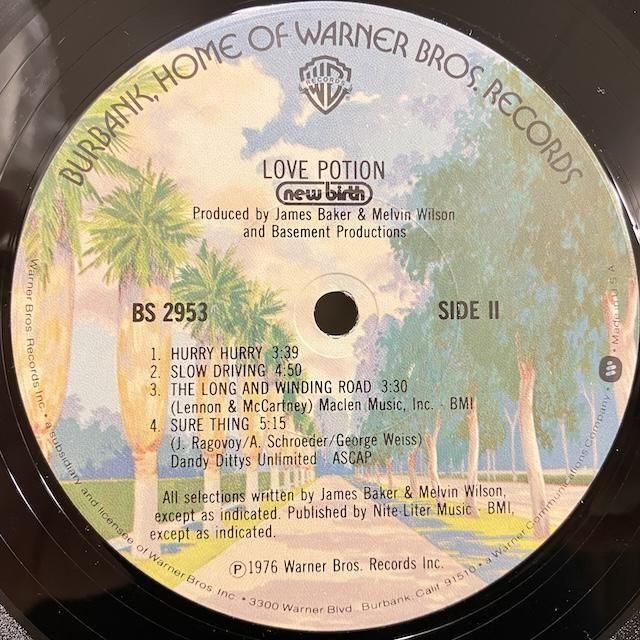 BURBANK, HOME OF WARNER BROS. RECORDS
W RECORDS
LOVE POTION
new birth
Produced by James Baker & Melvin Wilson
and Basement Productions
BS 2953
SIDE II
1. HURRY HURRY 3:39
2. SLOW DRIVING 4:50
3. THE LONG AND WINDING ROAD 3:30
(Lennon & McCartney) Maclen Music, Inc. - BMI
4. SURE THING 5:15
(J. Ragovoy/A. Schroeder/George Weiss)
Dandy Dittys Unlimited - ASCAP
All selections written by James Baker & Melvin Wilson,
except as indicated. Published by Nite-Liter Music - BMI,
except as indicated.
℗1976 Warner Bros. Records Inc.
Warner Bros. Records Inc. • a subsidiary and licensee of Warner Bros. Inc. • 3300 Warner Blvd., Burbank, Calif. 91510 • a Warner Communications Company • Made in U S A